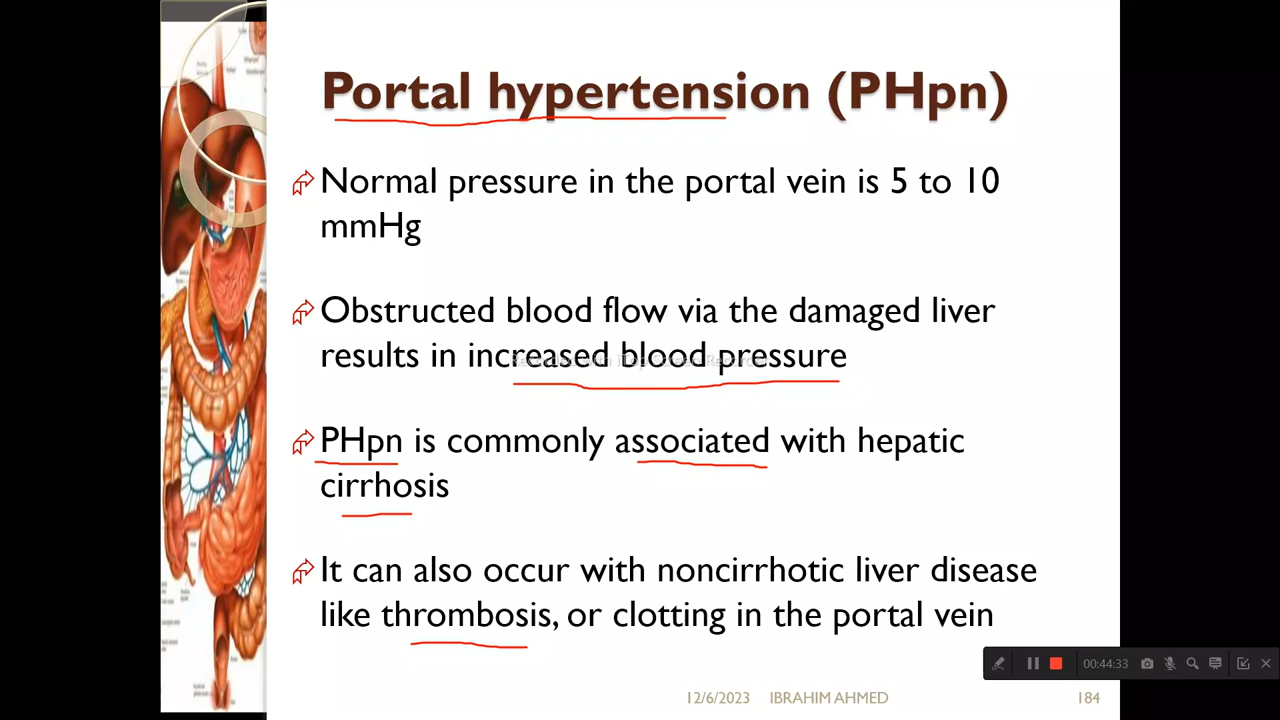 Portal hypertension (PHpn)
Normal pressure in the portal vein is 5 to 10
mmHg
Obstructed blood flow via the damaged liver
results in increased blood pressure
PHpn is commonly associated with hepatic
cirrhosis
It can also occur with noncirrhotic liver disease
like thrombosis, or clotting in the portal vein
00:44:33
12/6/2023 IBRAHIM AHMED 184